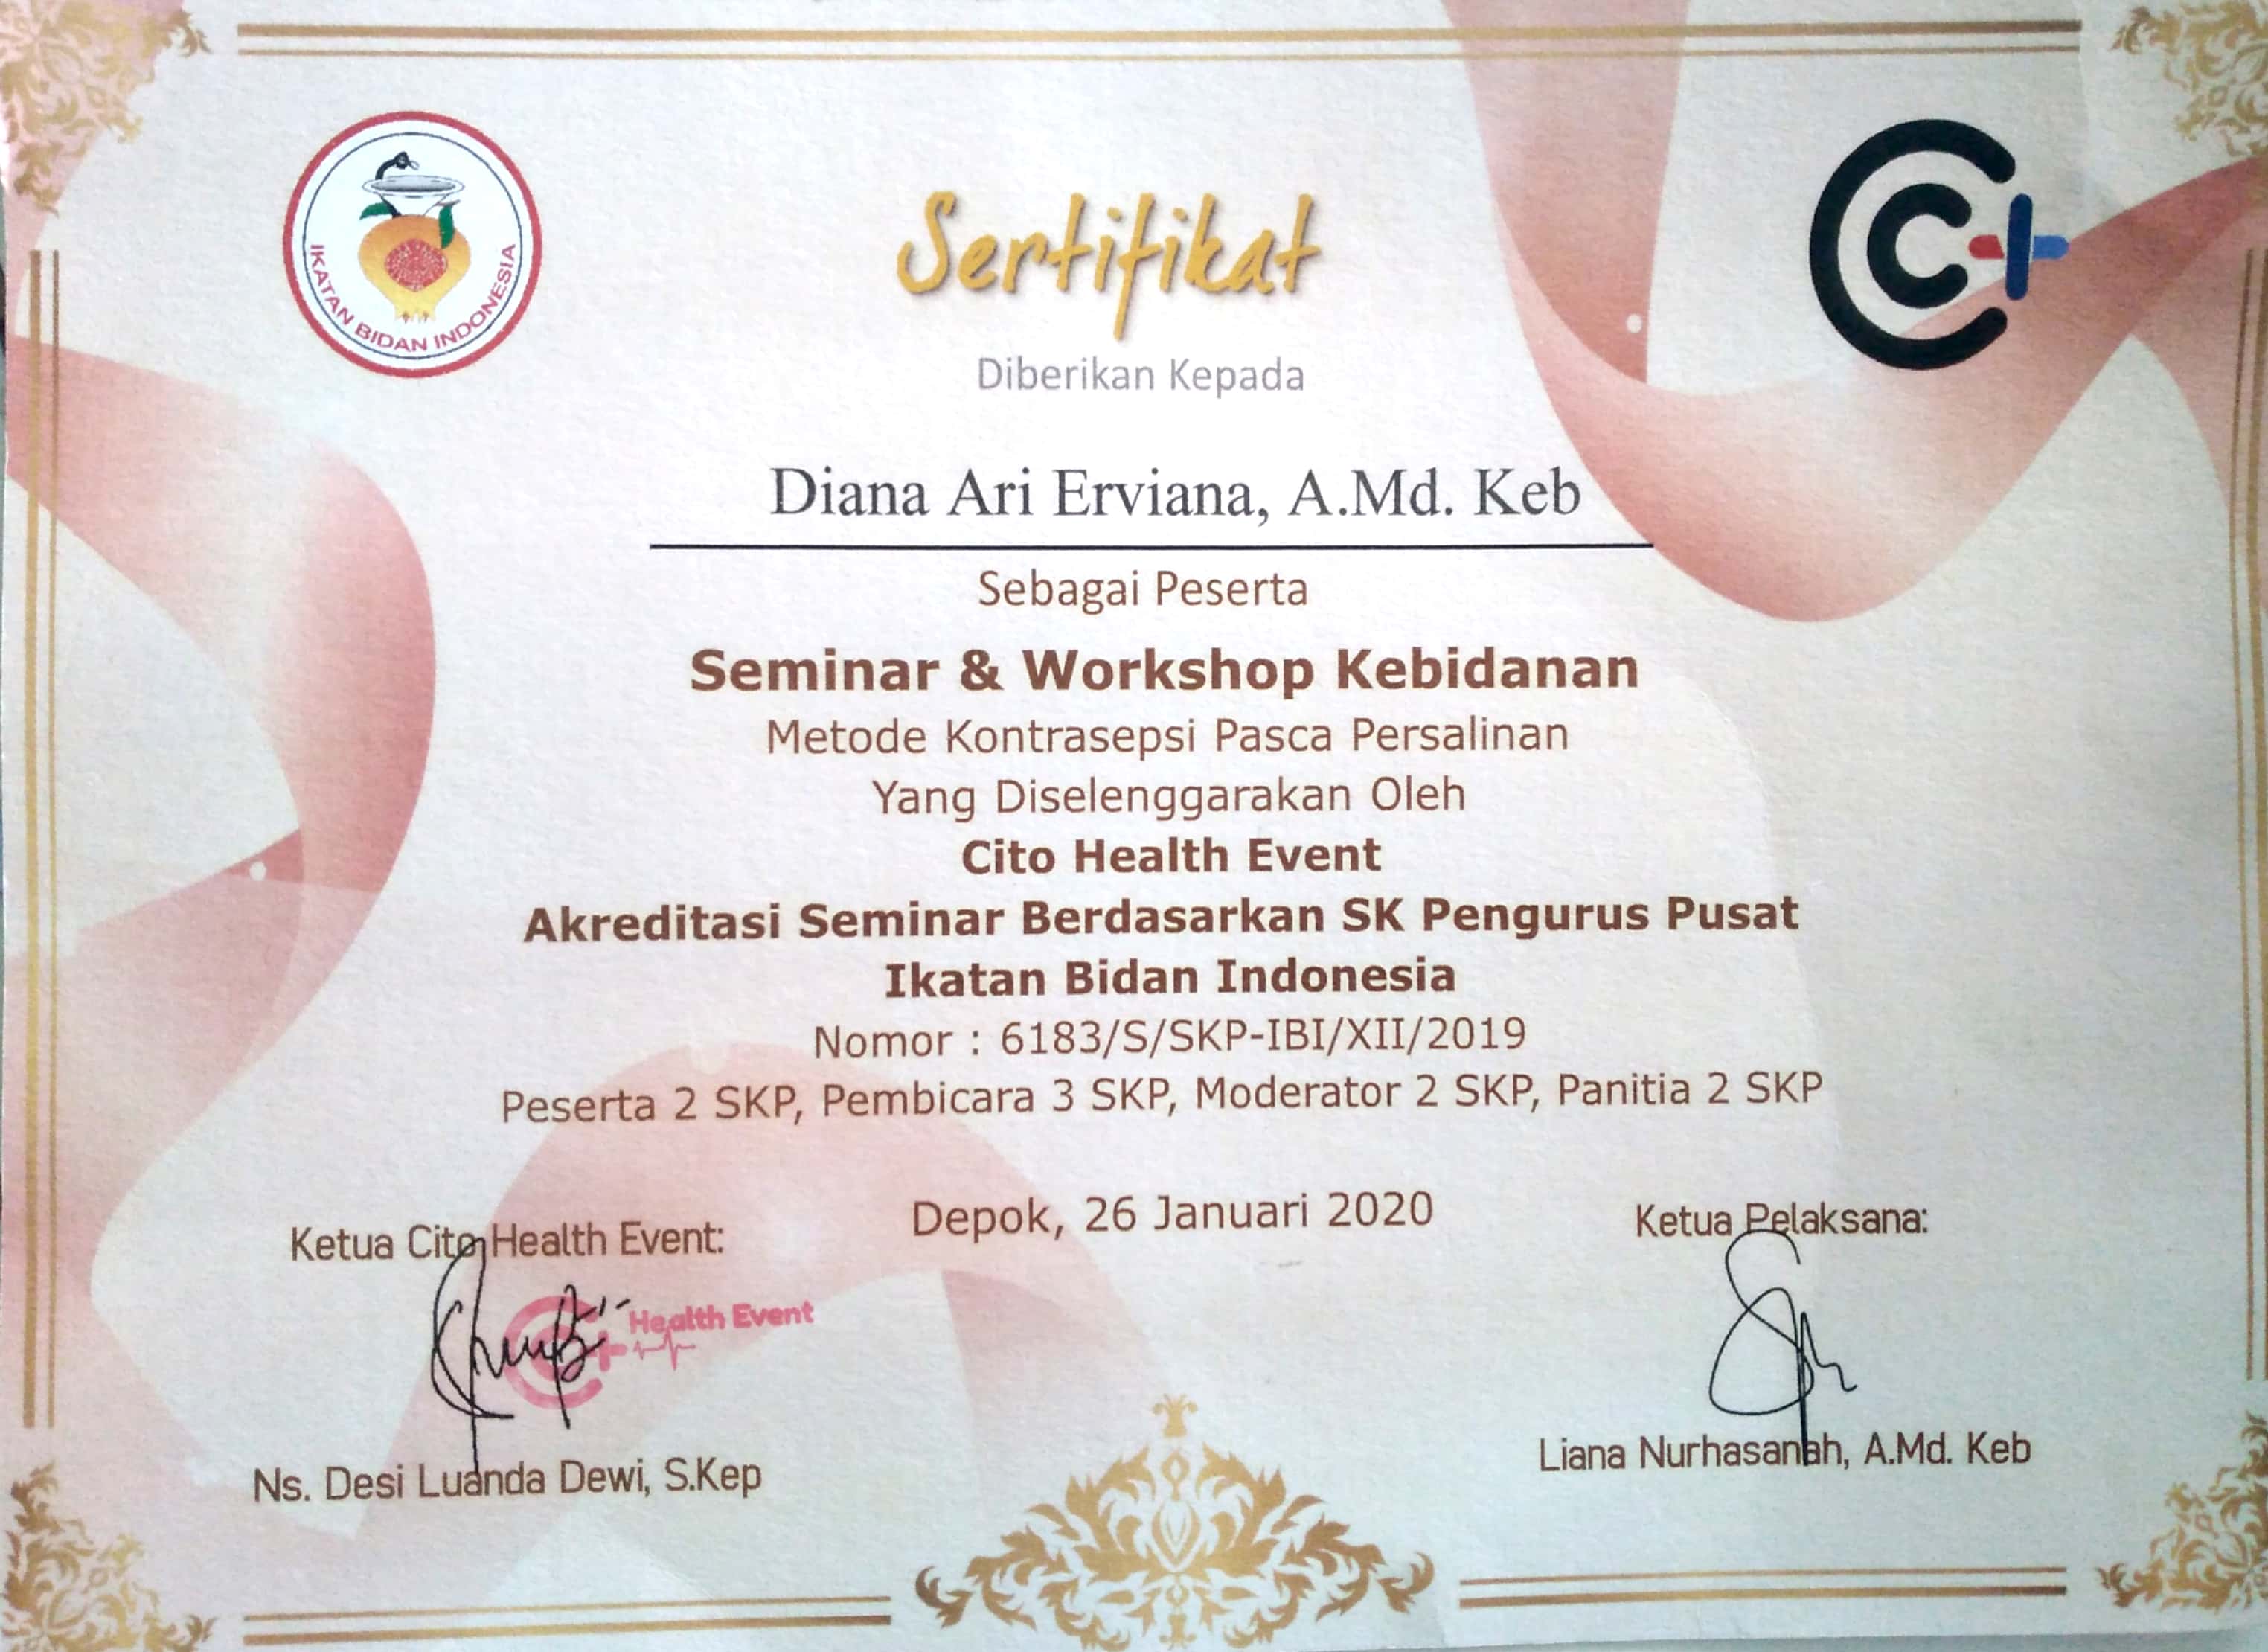 IKATAN BIDAN INDONESIA
Sertifikat
Diberikan Kepada
Diana Ari Erviana, A.Md. Keb
Sebagai Peserta
Seminar & Workshop Kebidanan
Metode Kontrasepsi Pasca Persalinan
Yang Diselenggarakan Oleh
Cito Health Event
Akreditasi Seminar Berdasarkan SK Pengurus Pusat
Ikatan Bidan Indonesia
Nomor : 6183/S/SKP-IBI/XII/2019
Peserta 2 SKP, Pembicara 3 SKP, Moderator 2 SKP, Panitia 2 SKP
Depok, 26 Januari 2020
Ketua Cito Health Event:
Health Event
Ns. Desi Luanda Dewi, S.Kep
Ketua Pelaksana:
Liana Nurhasanah, A.Md. Keb